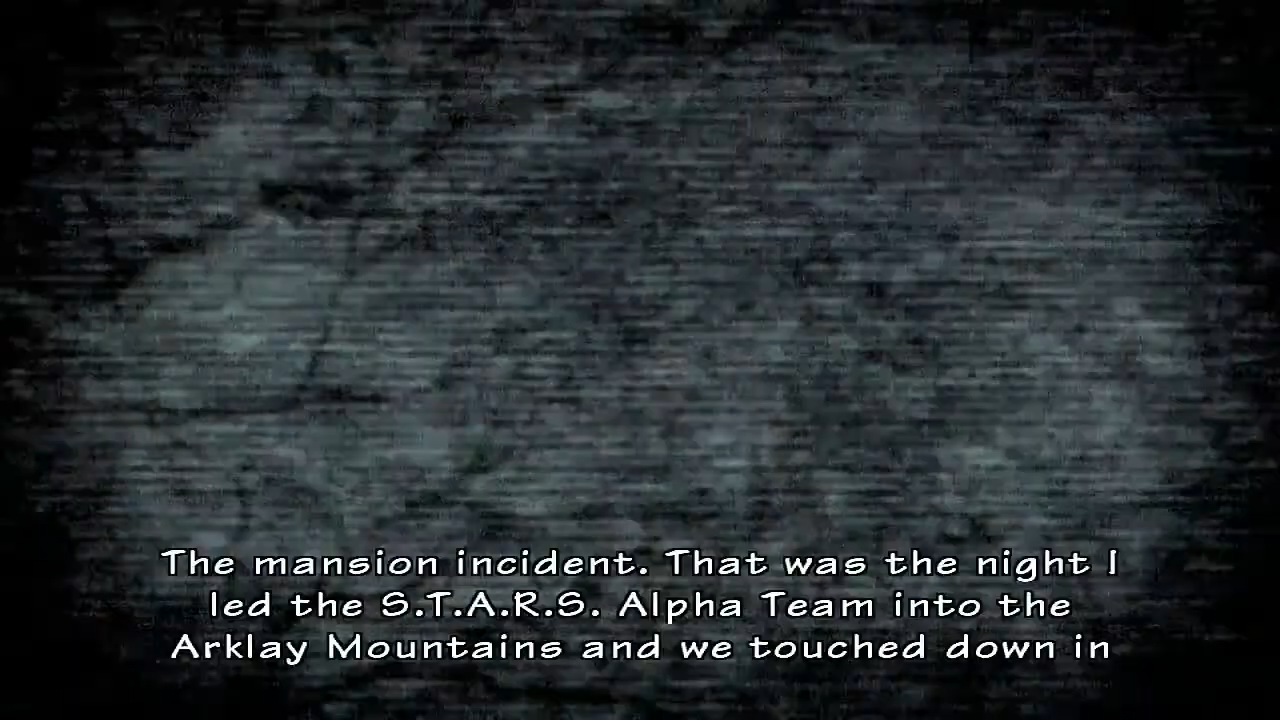 The mansion incident. That was the night I
led the S.T.A.R.S. Alpha Team into the
Arklay Mountains and we touched down in